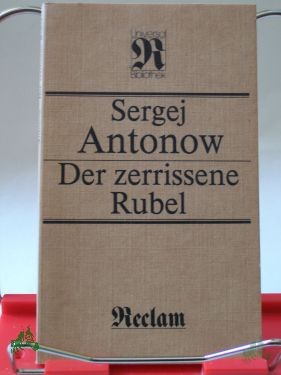 Universal
R
Bibliothek
Sergej
Antonow
Der zerrissene
Rubel
Reclam